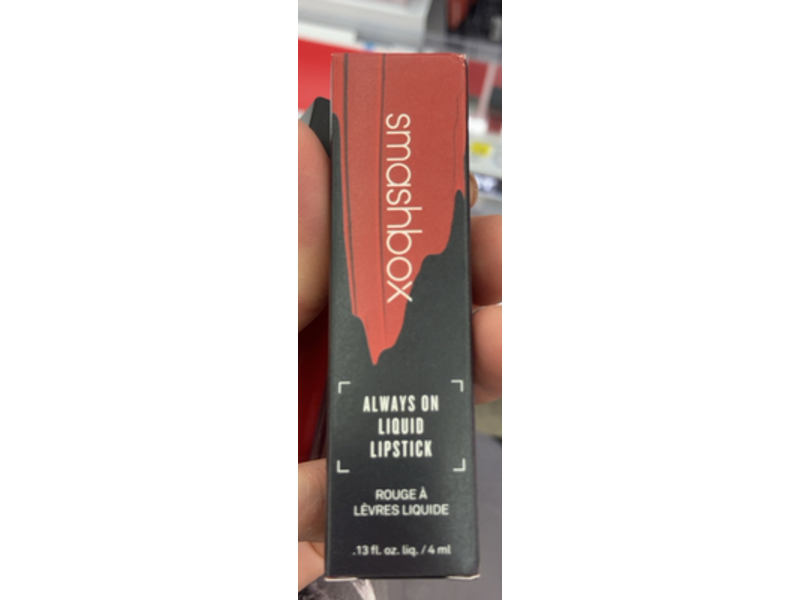 smashbox
ALWAYS ON
LIQUID
LIPSTICK
ROUGE À
LÈVRES LIQUIDE
.13 fl. oz. liq. / 4 ml